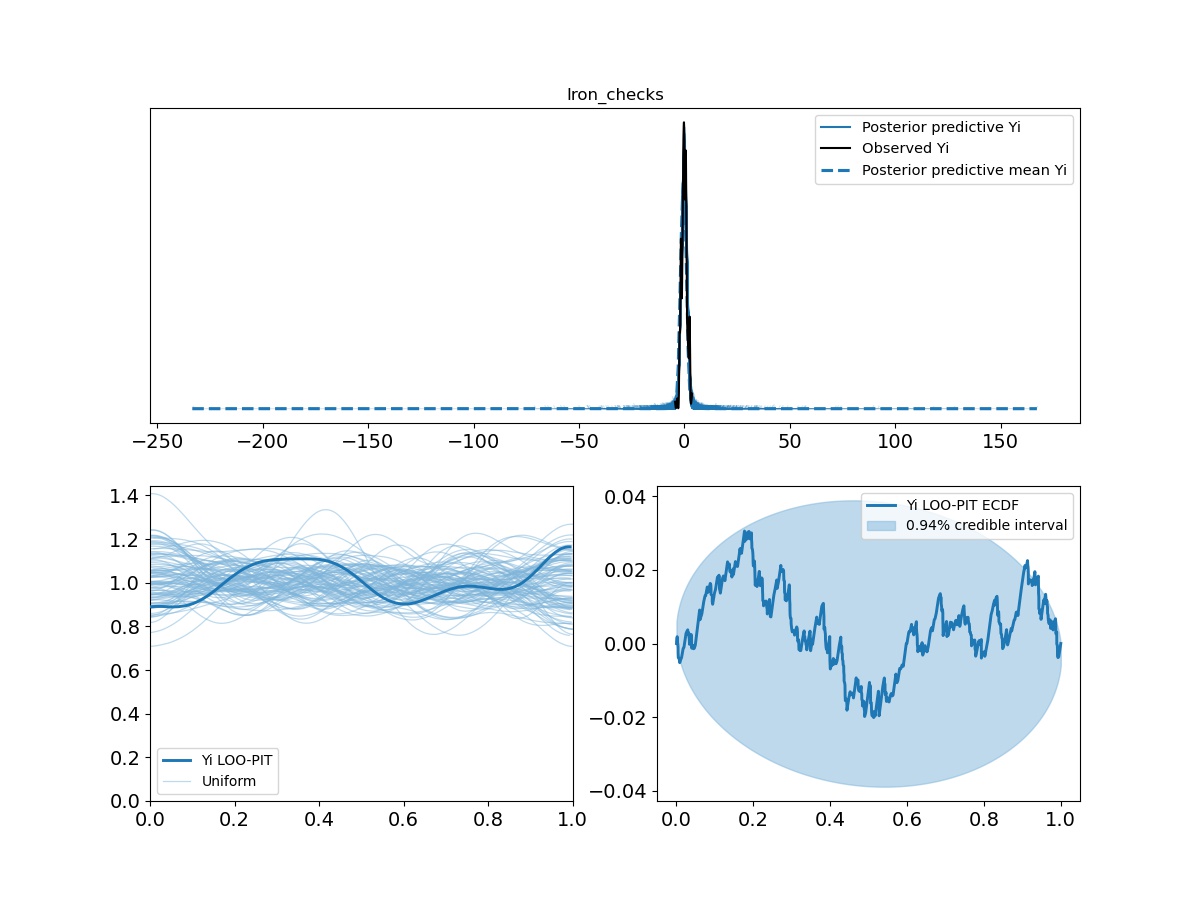 Iron_checks
Posterior predictive Yi
Observed Yi
Posterior predictive mean Yi
−250 −200 −150 −100 −50 0 50 100 150
1.4
1.2
1.0
0.8
0.6
0.4
0.2
0.0
Yi LOO-PIT
Uniform
0.0 0.2 0.4 0.6 0.8 1.0
0.04
0.02
0.00
−0.02
−0.04
Yi LOO-PIT ECDF
0.94% credible interval
0.0 0.2 0.4 0.6 0.8 1.0